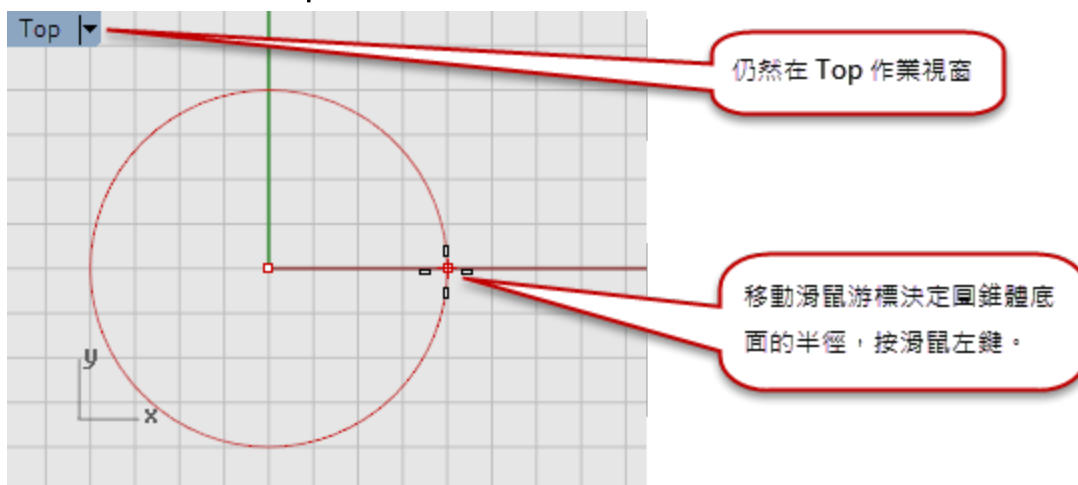 Top
仍然在 Top 作業視窗
移動滑鼠游標決定圓錐體底
面的半徑，按滑鼠左鍵。
y
x